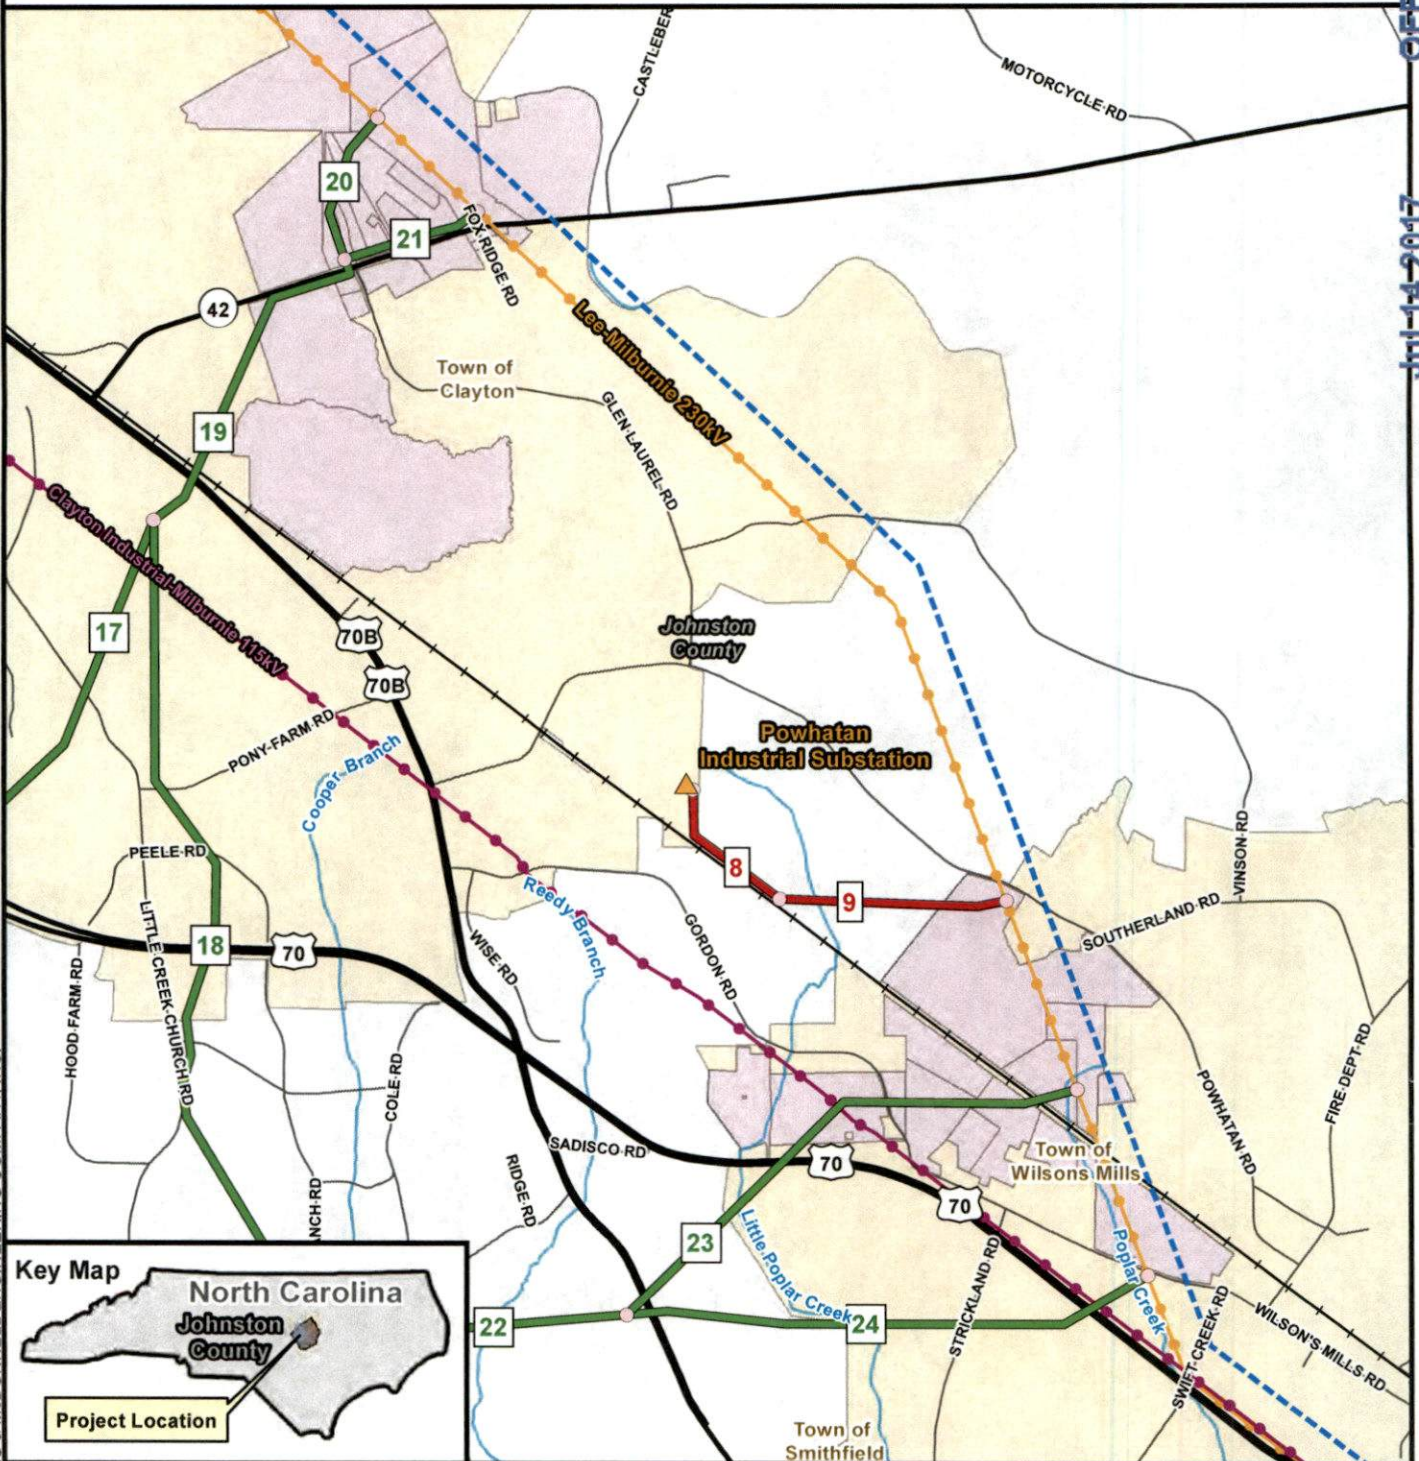 CASTLEBER
MOTORCYCLE RD
20
21
FOX RIDGE RD
42
Town of
Clayton
Lee-Milburnie 230kV
GLEN LAUREL RD
19
Clayton Industrial-Milburnie 115kV
17
70B
70B
Johnston
County
PONY FARM RD
Cooper Branch
Powhatan
Industrial Substation
8
9
PEELE RD
VINSON RD
SOUTHERLAND RD
Reedy Branch
LITTLE CREEK CHURCH RD
18
70
WISE RD
GORDON RD
HOOD FARM RD
COLE RD
POWHATAN RD
FIRE DEPT RD
SADISCO RD
RIDGE RD
70
Town of
Wilsons Mills
70
NCH RD
23
Little Poplar Creek
STRICKLAND RD
Poplar Creek
22
24
SWIFT CREEK RD
WILSON'S MILLS RD
Town of
Smithfield
Key Map
North Carolina
Johnston
County
Project Location
Jul 14 2017